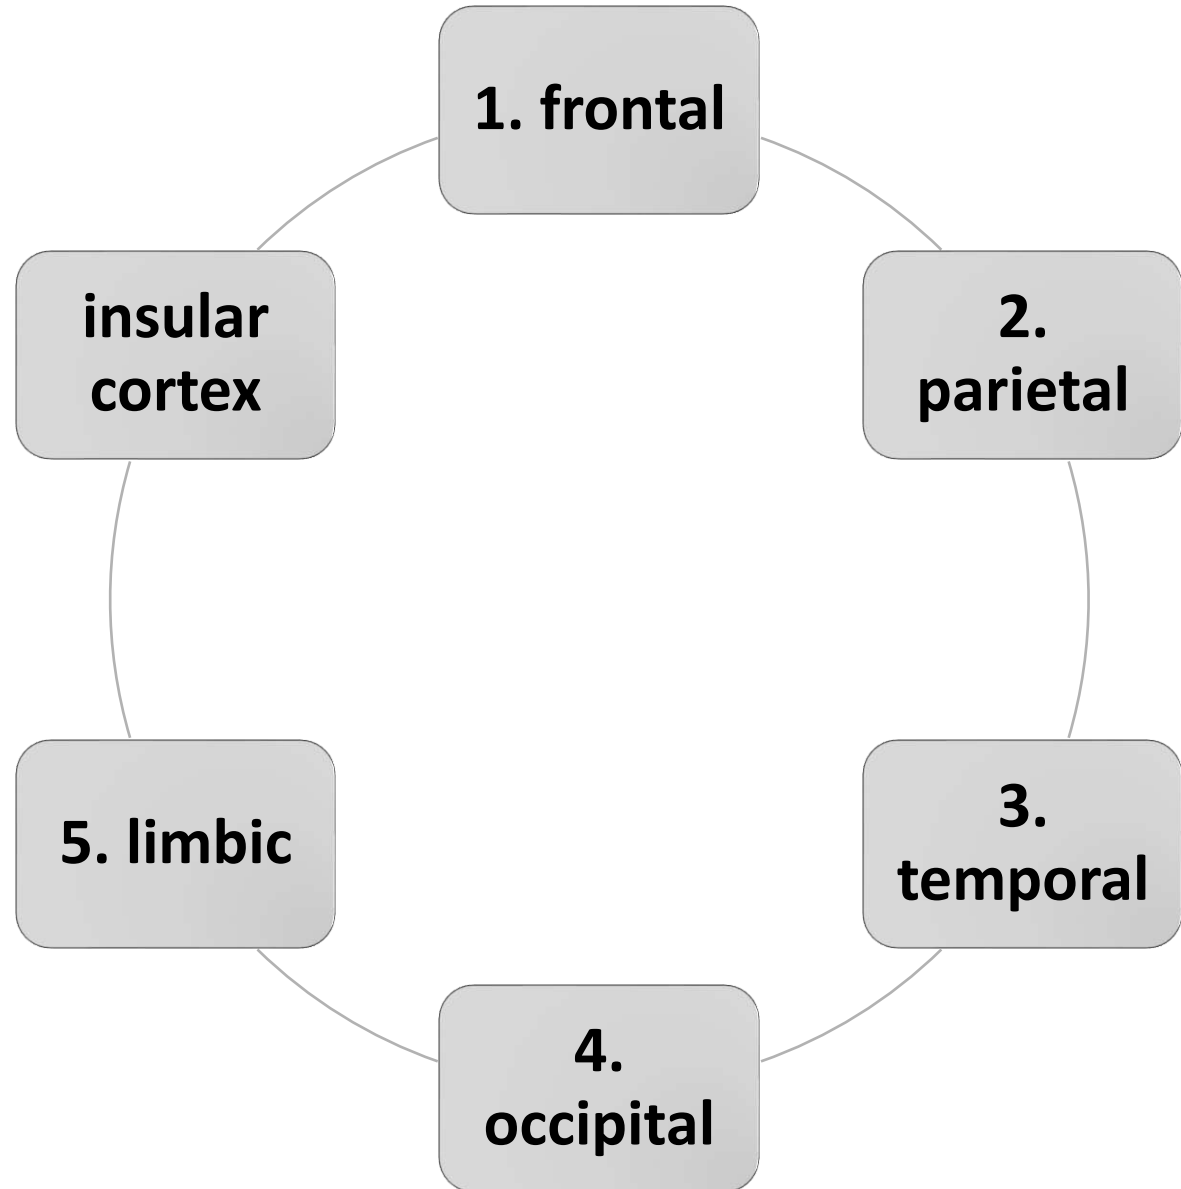 1. frontal
2.
parietal
3.
temporal
4.
occipital
5. limbic
insular
cortex